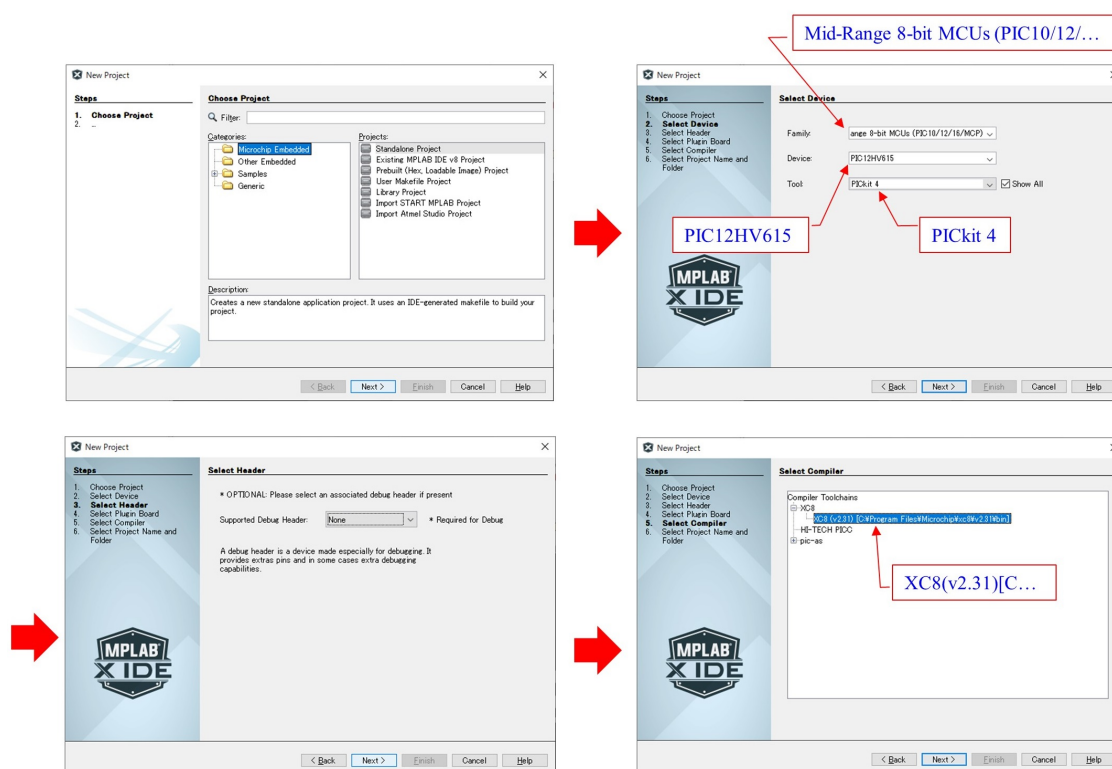 Mid-Range 8-bit MCUs (PIC10/12/…
New Project
Steps
1. Choose Project
2. ...
Choose Project
Filter:
Categories:
Microchip Embedded
Other Embedded
Samples
Generic
Projects:
Standalone Project
Existing MPLAB IDE v8 Project
Prebuilt (Hex, Loadable Image) Project
User Makefile Project
Library Project
Import START MPLAB Project
Import Atmel Studio Project
Description:
Creates a new standalone application project. It uses an IDE-generated makefile to build your
project.
< Back Next > Finish Cancel Help
New Project
Steps
1. Choose Project
2. Select Device
3. Select Header
4. Select Plugin Board
5. Select Compiler
6. Select Project Name and
Folder
Select Device
Family: ange 8-bit MCUs (PIC10/12/16/MCP)
Device: PIC12HV615
Tool: PICkit 4 Show All
PIC12HV615
PICkit 4
MPLAB
X IDE
< Back Next > Finish Cancel Help
New Project
Steps
1. Choose Project
2. Select Device
3. Select Header
4. Select Plugin Board
5. Select Compiler
6. Select Project Name and
Folder
Select Header
* OPTIONAL: Please select an associated debug header if present
Supported Debug Header: None * Required for Debug
A debug header is a device made especially for debugging. It
provides extras pins and in some cases extra debugging
capabilities.
MPLAB
X IDE
< Back Next > Finish Cancel Help
New Project
Steps
1. Choose Project
2. Select Device
3. Select Header
4. Select Plugin Board
5. Select Compiler
6. Select Project Name and
Folder
Select Compiler
Compiler Toolchains
XC8
XC8 (v2.31) [C:¥Program Files¥Microchip¥xc8¥v2.31¥bin]
HI-TECH PICC
pic-as
XC8(v2.31)[C…
MPLAB
X IDE
< Back Next > Finish Cancel Help